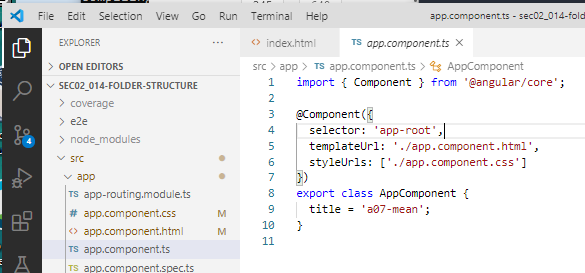 File Edit Selection View Go Run Terminal Help app.component.ts - sec02_014-fold
EXPLORER
OPEN EDITORS
SEC02_014-FOLDER-STRUCTURE
coverage
e2e
node_modules
src
app
TS app-routing.module.ts
# app.component.css M
<> app.component.html M
TS app.component.ts
TS app.component.spec.ts
4
<> index.html
TS app.component.ts ×
src > app > TS app.component.ts > AppComponent
1 import { Component } from '@angular/core';
2
3 @Component({
4 selector: 'app-root',
5 templateUrl: './app.component.html',
6 styleUrls: ['./app.component.css']
7 })
8 export class AppComponent {
9 title = 'a07-mean';
10 }
11